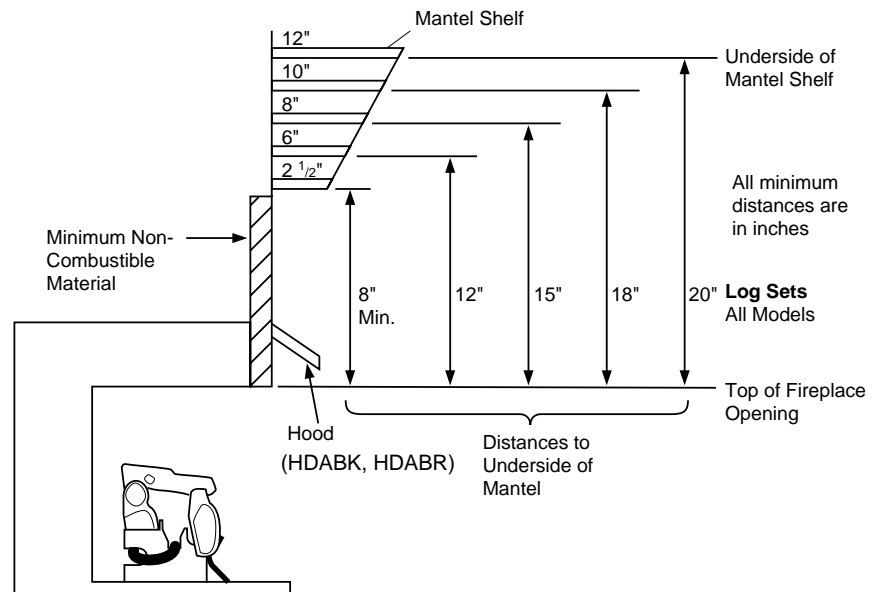 Mantel Shelf
12"
10"
8"
6"
2 1/2"
Underside of
Mantel Shelf
All minimum
distances are
in inches
Minimum Non-
Combustible
Material
8"
Min.
12"
15"
18"
20"
Log Sets
All Models
Top of Fireplace
Opening
Hood
(HDABK, HDABR)
Distances to
Underside of
Mantel